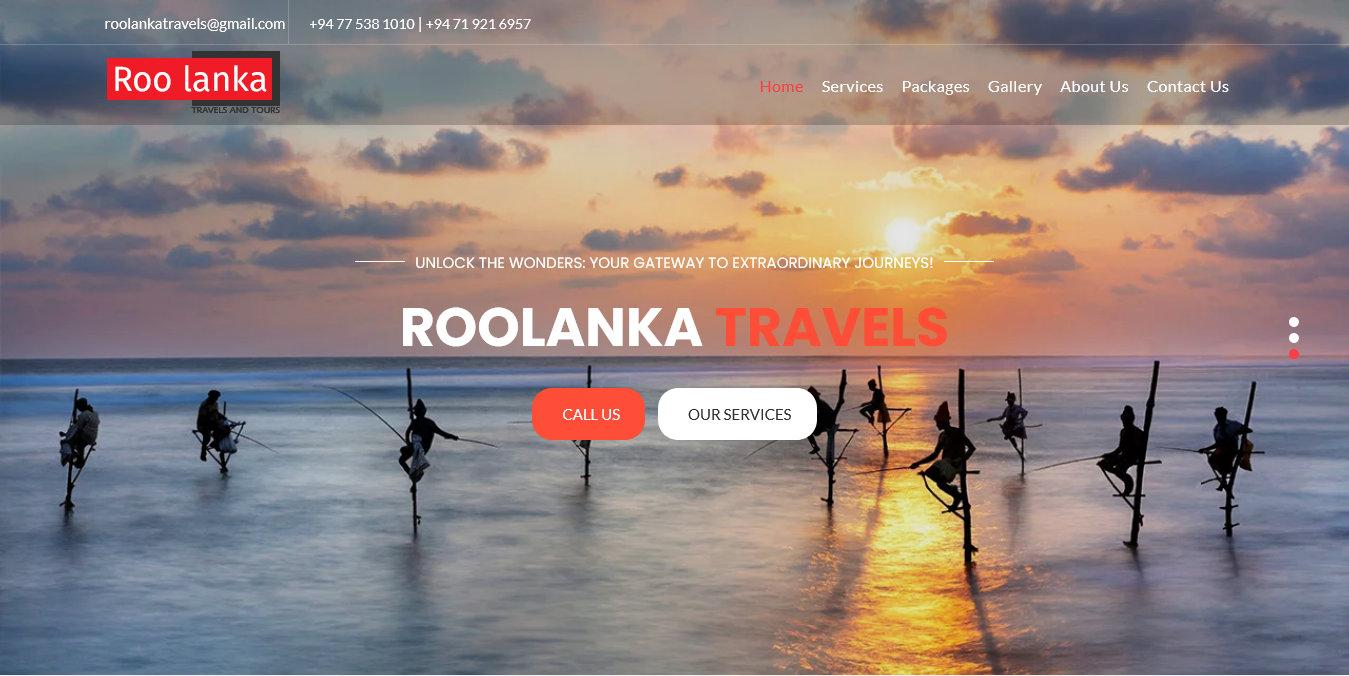 roolankatravels@gmail.com +94 77 538 1010 | +94 71 921 6957
Roo lanka
TRAVELS AND TOURS
Home Services Packages Gallery About Us Contact Us
UNLOCK THE WONDERS: YOUR GATEWAY TO EXTRAORDINARY JOURNEYS!
ROOLANKA TRAVELS
CALL US OUR SERVICES